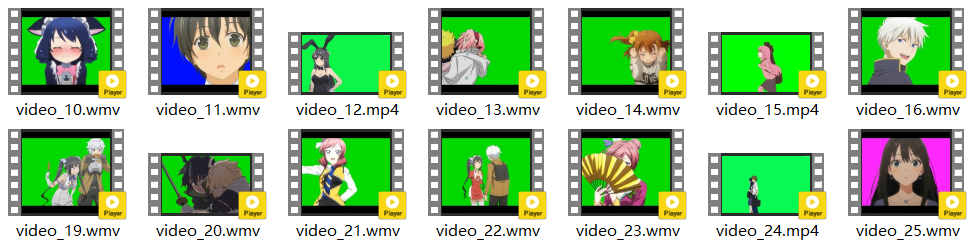 Player Player Player Player Player Player Player
video_10.wmv video_11.wmv video_12.mp4 video_13.wmv video_14.wmv video_15.mp4 video_16.wmv
Player Player Player Player Player Player Player
video_19.wmv video_20.wmv video_21.wmv video_22.wmv video_23.wmv video_24.mp4 video_25.wmv